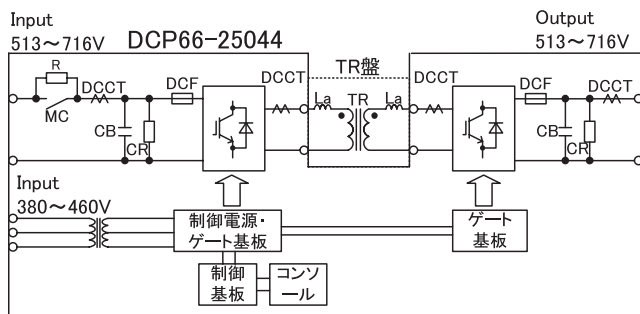 Input
513～716V
DCP66-25044
Output
513～716V
R
DCCT
MC
DCF
CB
CR
DCCT
TR盤
La
TR
La
DCCT
DCF
DCCT
CB
CR
Input
380～460V
制御電源・
ゲート基板
ゲート
基板
制御
基板
コンソ
ール